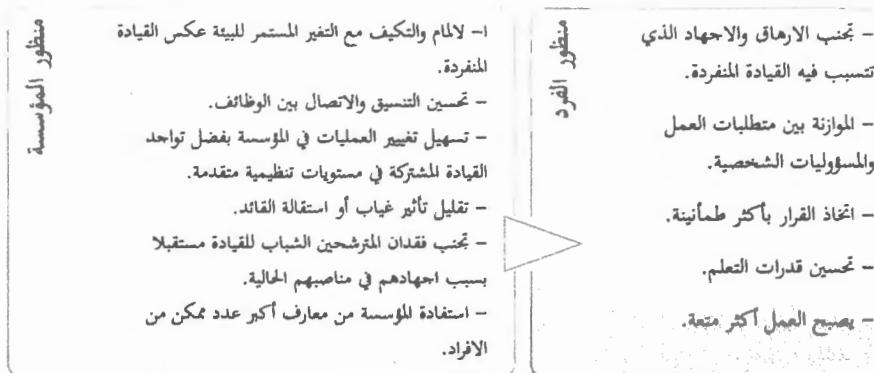 منظور الفرد
– تجنب الارهاق والاجهاد الذي
تتسبب فيه القيادة المنفردة.
– الموازنة بين متطلبات العمل
والمسؤوليات الشخصية.
– اتخاذ القرار بأكثر طمأنينة.
– تحسين قدرات التعلم.
– يصبح العمل أكثر متعة.
منظور المؤسسة
ا– لالمام والتكيف مع التغير المستمر للبيئة عكس القيادة
المنفردة.
– تحسين التنسيق والاتصال بين الوظائف.
– تسهيل تغيير العمليات في المؤسسة بفضل تواجد
القيادة المشتركة في مستويات تنظيمية متقدمة.
– تقليل تأثير غياب أو استقالة القائد.
– تجنب فقدان المترشحين الشباب للقيادة مستقبلا
بسبب اجهادهم في مناصبهم الحالية.
– استفادة المؤسسة من معارف أكبر عدد ممكن من
الافراد.